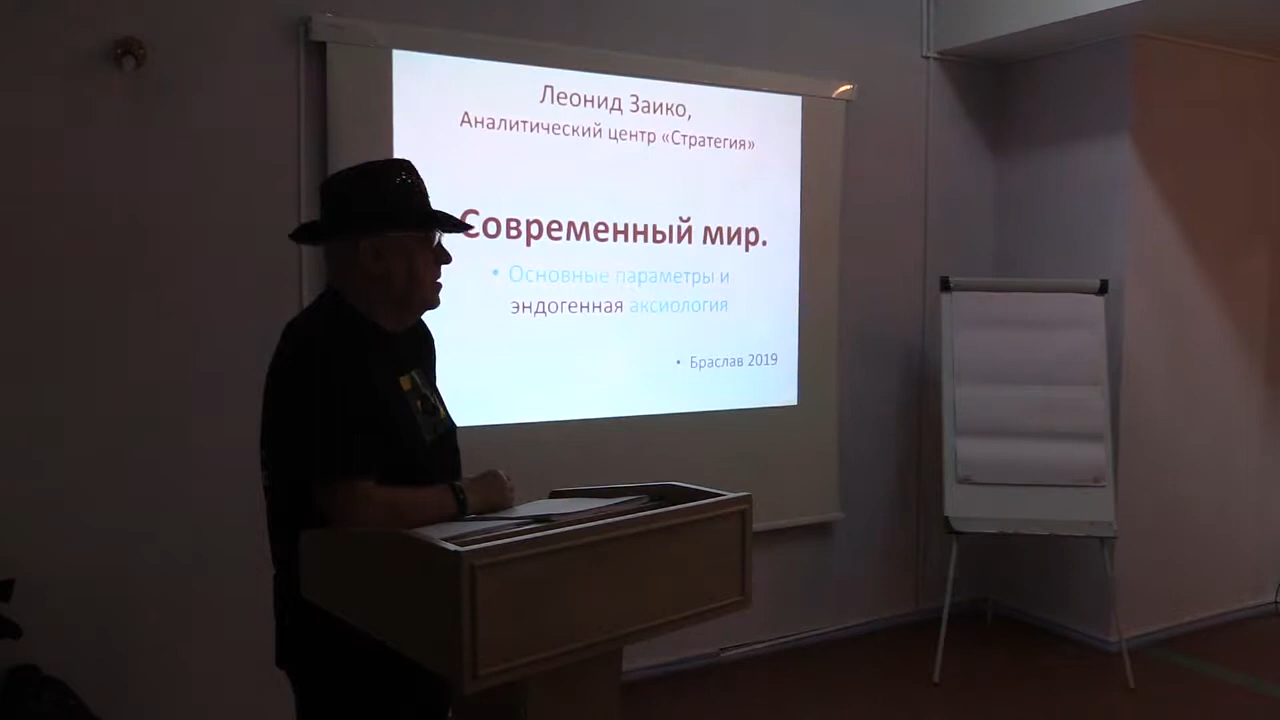 Леонид Заико,
Аналитический центр «Стратегия»
Современный мир.
• Основные параметры и
эндогенная аксиология
• Браслав 2019